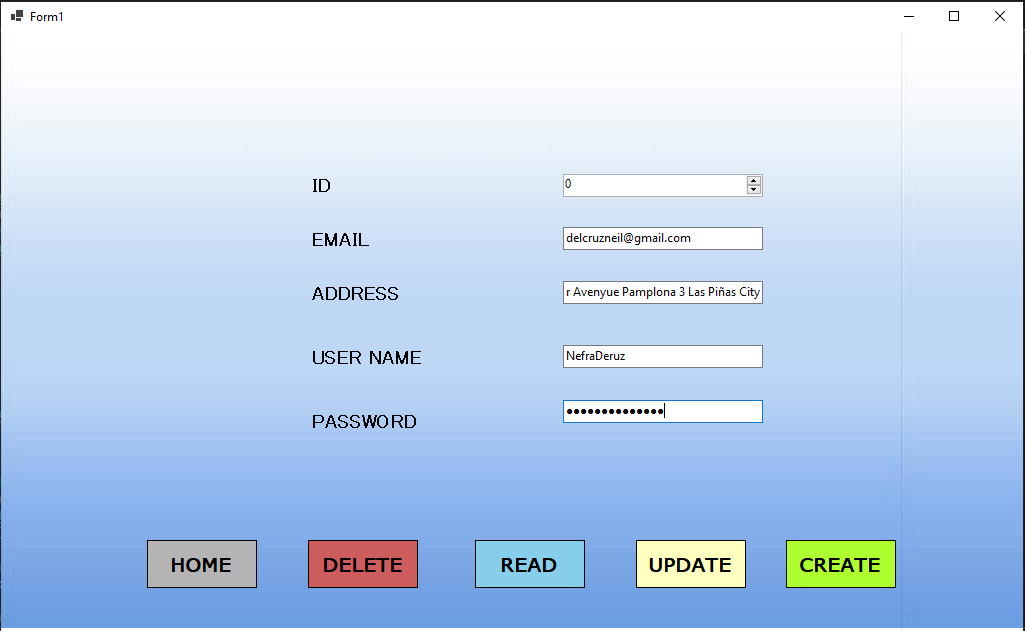 Form1
ID 0
EMAIL delcruzneil@gmail.com
ADDRESS r Avenyue Pamplona 3 Las Piñas City
USER NAME NefraDeruz
PASSWORD ●●●●●●●●●●●●●●
HOME DELETE READ UPDATE CREATE